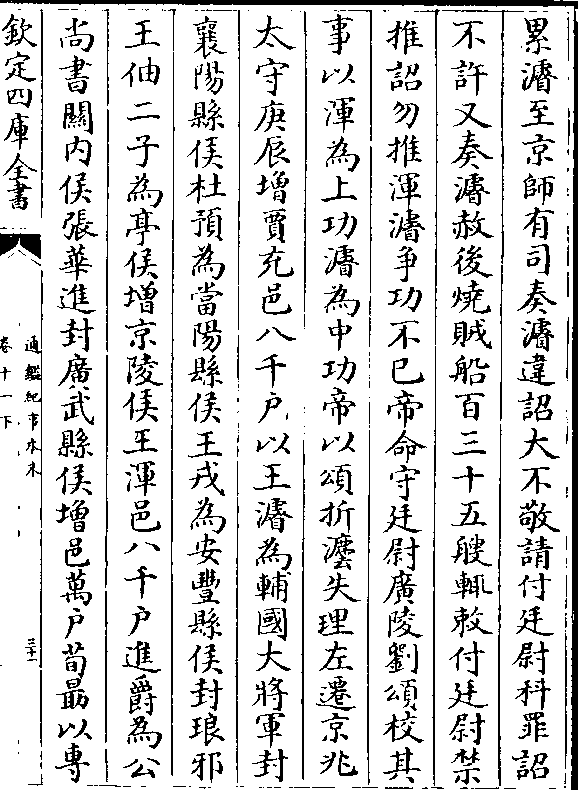 累濬至京師有司奏濬違詔大不敬請付廷尉科罪詔
不許又奏濬赦後燒賊船百三十五艘輒敕付廷尉禁
推詔勿推渾濬爭功不已帝命守廷尉廣陵劉頌校其
事以渾為上功濬為中功帝以頌折灋失理左遷京兆
太守庚辰增賈充邑八千户以王濬為輔國大將軍封
襄陽縣侯杜預為當陽縣侯王戎為安豐縣侯封琅邪
王伷二子為亭侯增京陵侯王渾邑八千户進爵為公
尚書關內侯張華進封廣武縣侯增邑萬户荀勗以專
欽定四庫全書
通鑑紀事本末
卷十一下
三十一